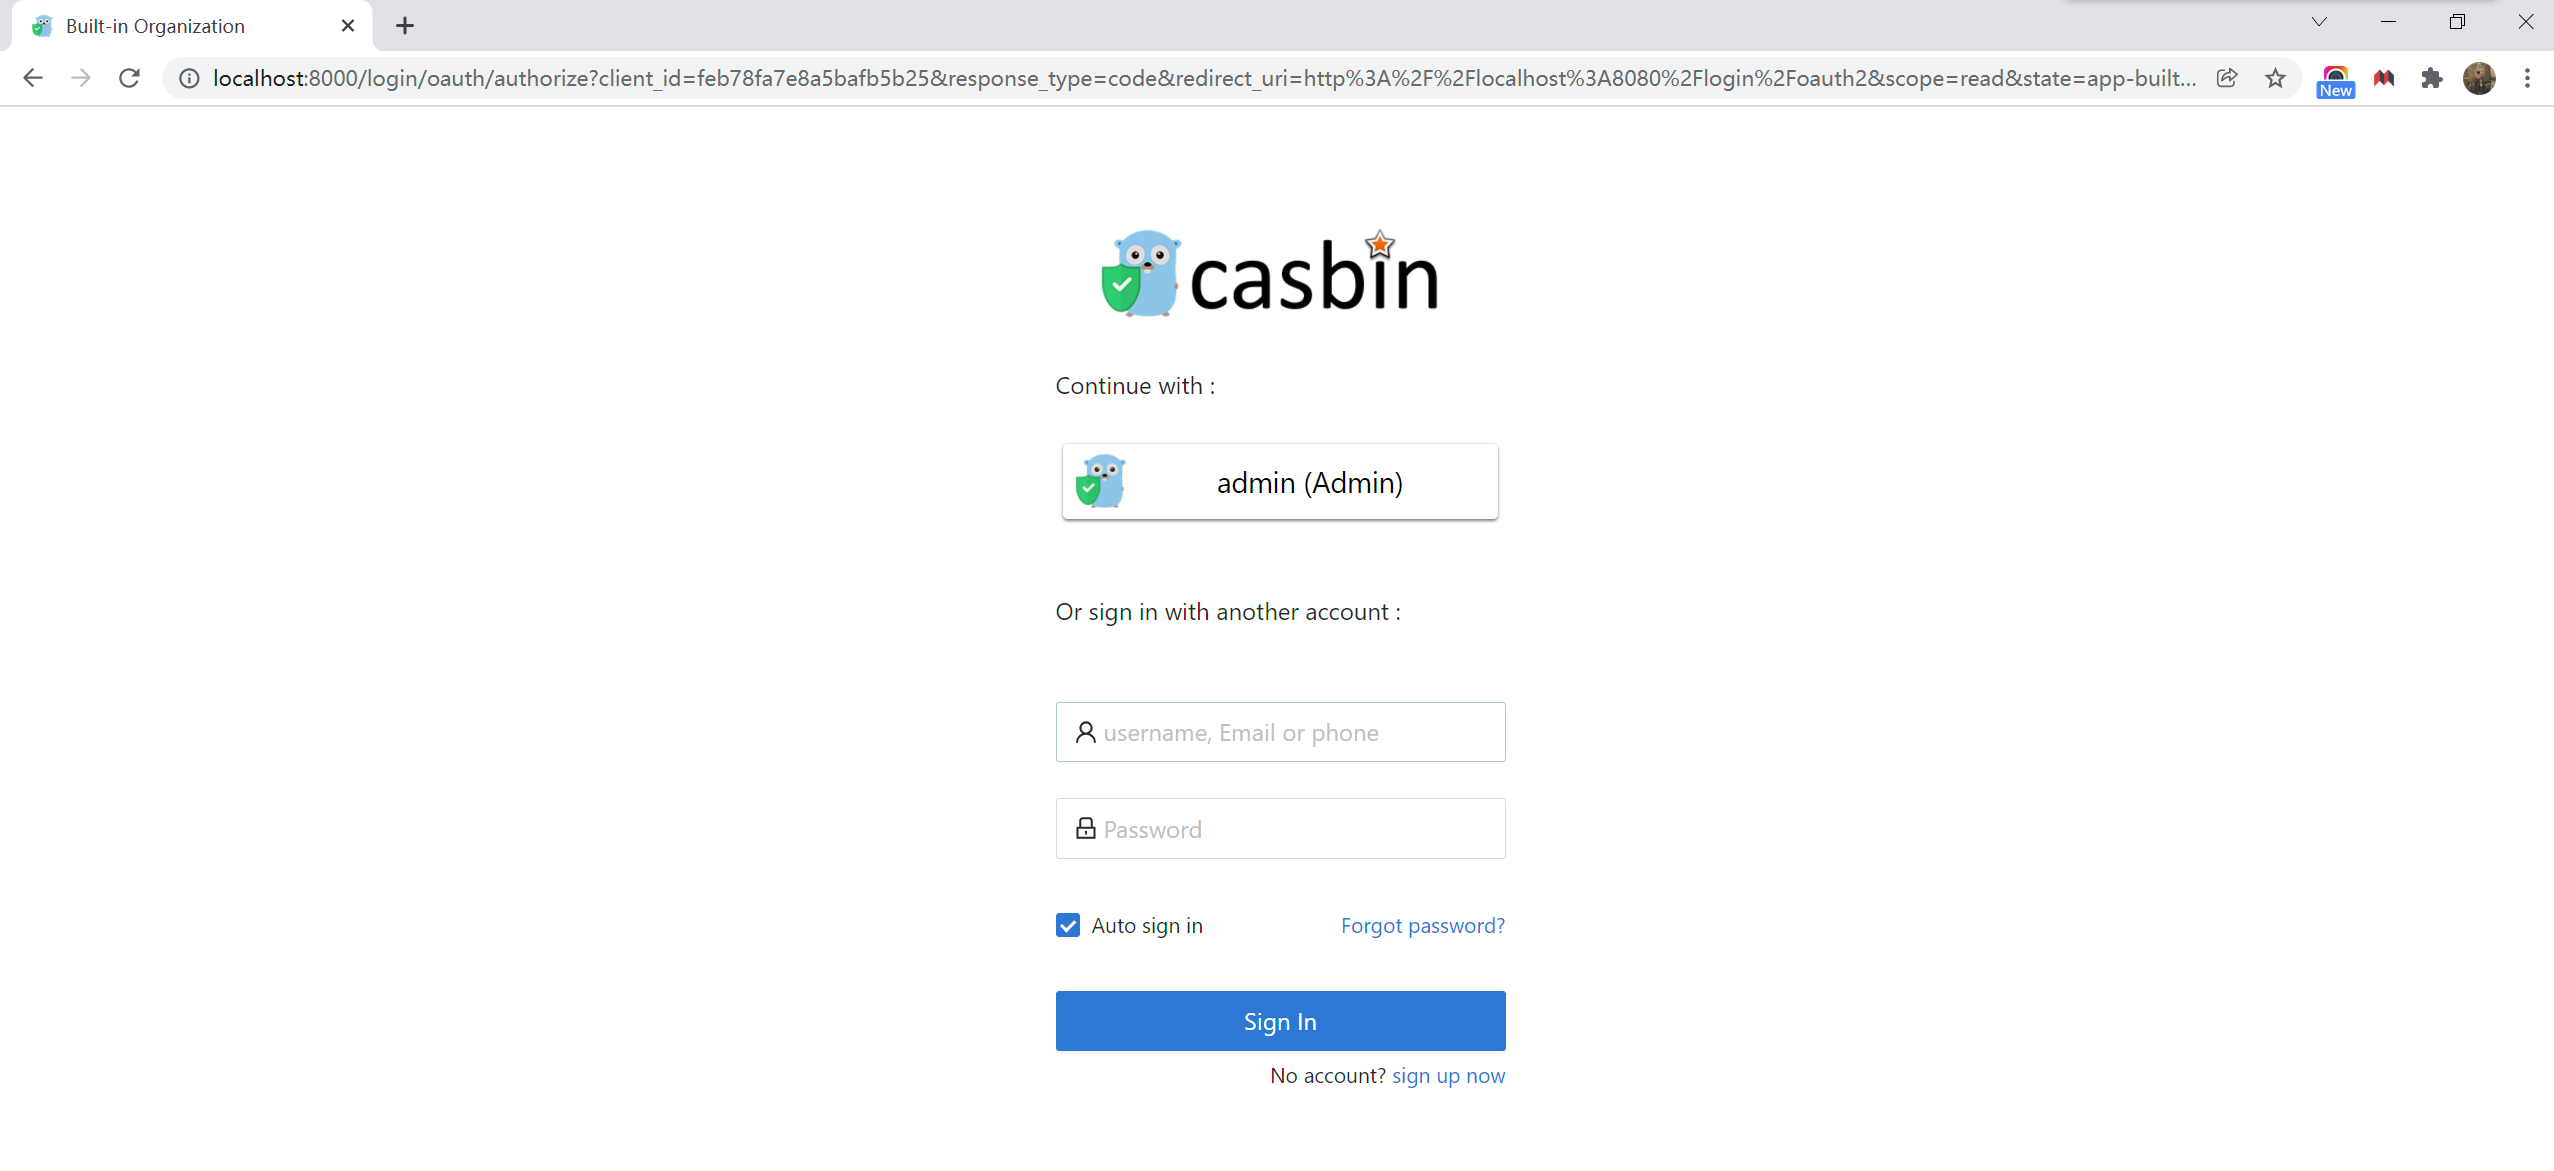 Built-in Organization
localhost:8000/login/oauth/authorize?client_id=feb78fa7e8a5bafb5b25&response_type=code&redirect_uri=http%3A%2F%2Flocalhost%3A8080%2Flogin%2Foauth2&scope=read&state=app-built...
New
casbin
Continue with :
admin (Admin)
Or sign in with another account :
username, Email or phone
Password
Auto sign in
Forgot password?
Sign In
No account? sign up now